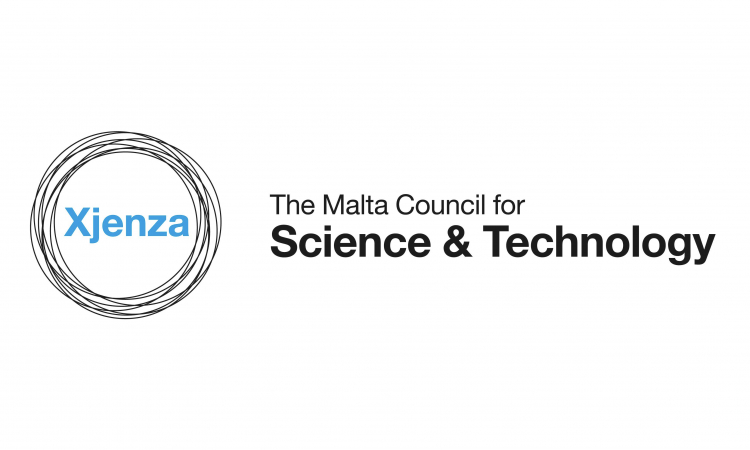 Xjenza
The Malta Council for
Science & Technology